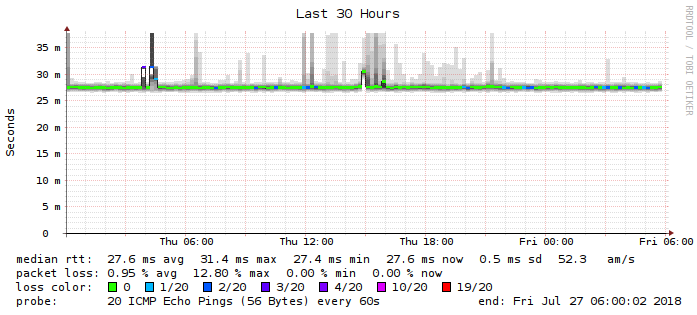 Last 30 Hours
RRDTOOL / TOBI OETIKER
Seconds
35 m
30 m
25 m
20 m
15 m
10 m
5 m
0
Thu 06:00 Thu 12:00 Thu 18:00 Fri 00:00 Fri 06:00
median rtt: 27.6 ms avg 31.4 ms max 27.4 ms min 27.6 ms now 0.5 ms sd 52.3 am/s
packet loss: 0.95 % avg 12.80 % max 0.00 % min 0.00 % now
loss color: 0 1/20 2/20 3/20 4/20 10/20 19/20
probe: 20 ICMP Echo Pings (56 Bytes) every 60s end: Fri Jul 27 06:00:02 2018